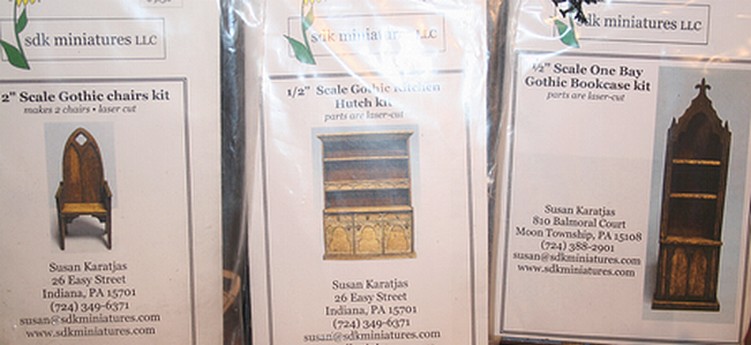 sdk miniatures LLC
2" Scale Gothic chairs kit
makes 2 chairs • laser cut
Susan Karatjas
26 Easy Street
Indiana, PA 15701
(724) 349-6371
susan@sdkminiatures.com
www.sdkminiatures.com
sdk miniatures LLC
1/2" Scale Gothic Kitchen
Hutch kit
parts are laser-cut
Susan Karatjas
26 Easy Street
Indiana, PA 15701
(724) 349-6371
susan@sdkminiatures.com
sdk miniatures LLC
½" Scale One Bay
Gothic Bookcase kit
parts are laser-cut
Susan Karatjas
810 Balmoral Court
Moon Township, PA 15108
(724) 388-2901
susan@sdkminiatures.com
www.sdkminiatures.com